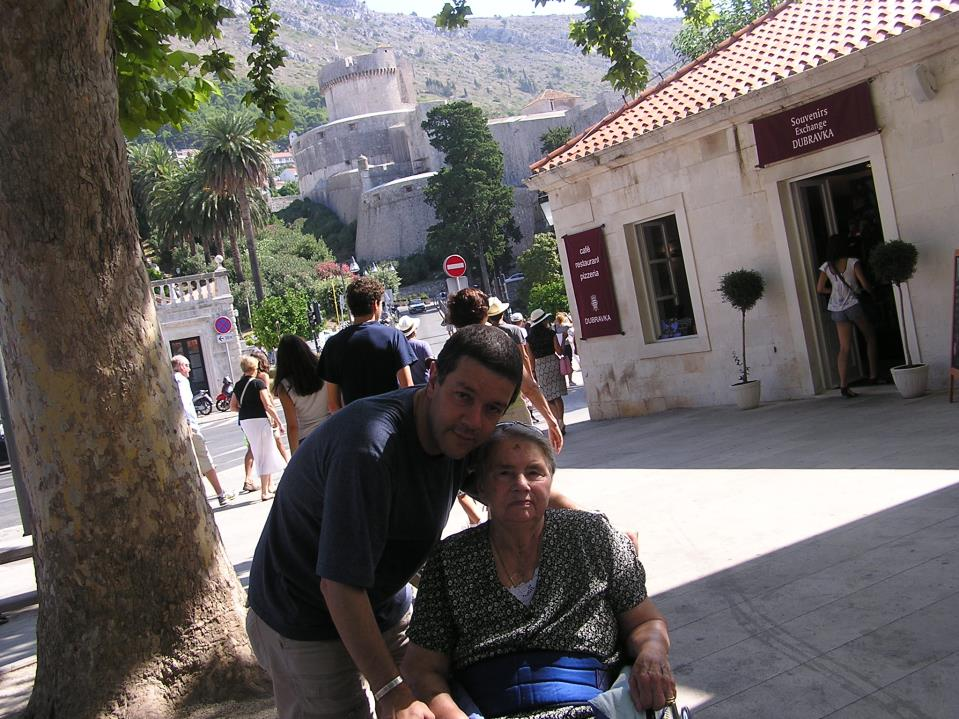 Souvenirs
Exchange
DUBRAVKA
café
restaurant
pizzeria
DUBRAVKA